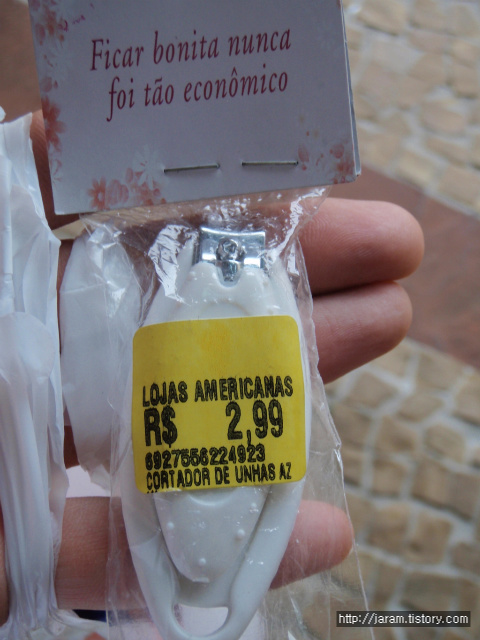 Ficar bonita nunca
foi tão econômico
LOJAS AMERICANAS
R$ 2,99
6927556224923
CORTADOR DE UNHAS AZ
http://jaram.tistory.com